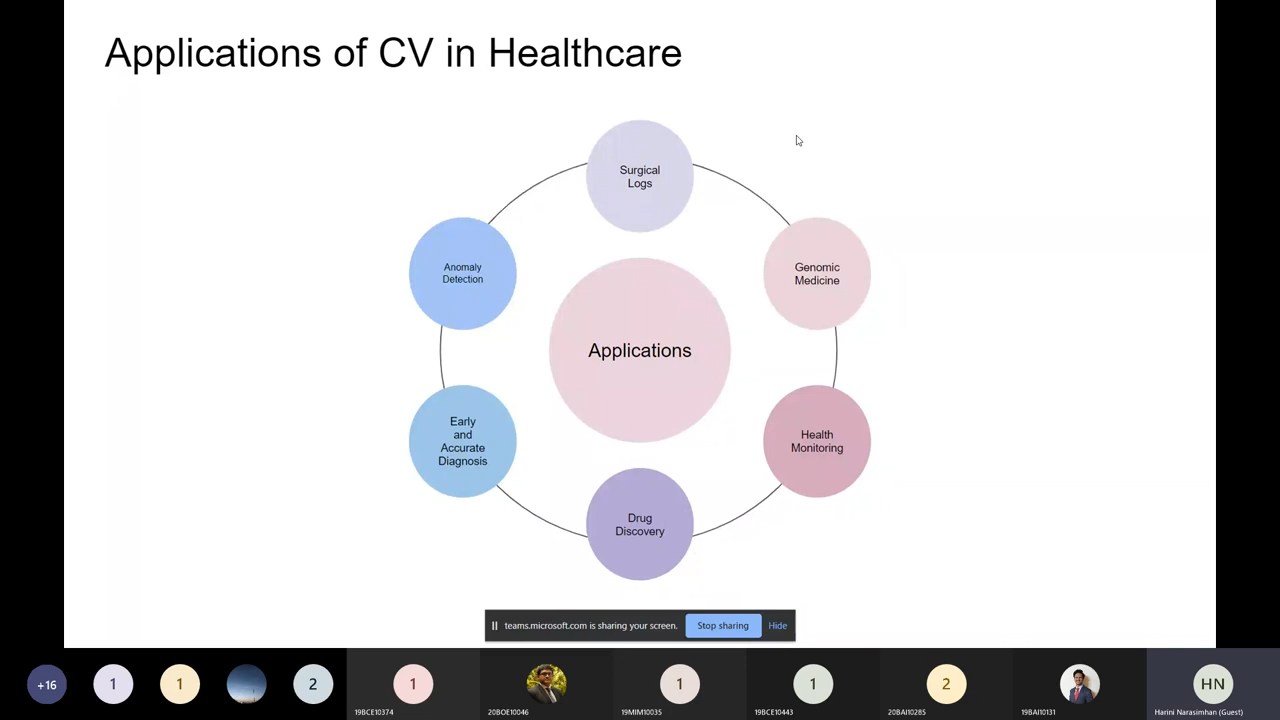 Applications of CV in Healthcare
Surgical
Logs
Anomaly
Detection
Genomic
Medicine
Applications
Early
and
Accurate
Diagnosis
Health
Monitoring
Drug
Discovery
teams.microsoft.com is sharing your screen.
Stop sharing
Hide
+16
1
1
2
1
1
1
2
HN
19BCE10374
20BOE10046
19MIM10035
19BCE10443
20BAI10285
19BAI10131
Harini Narasimhan (Guest)